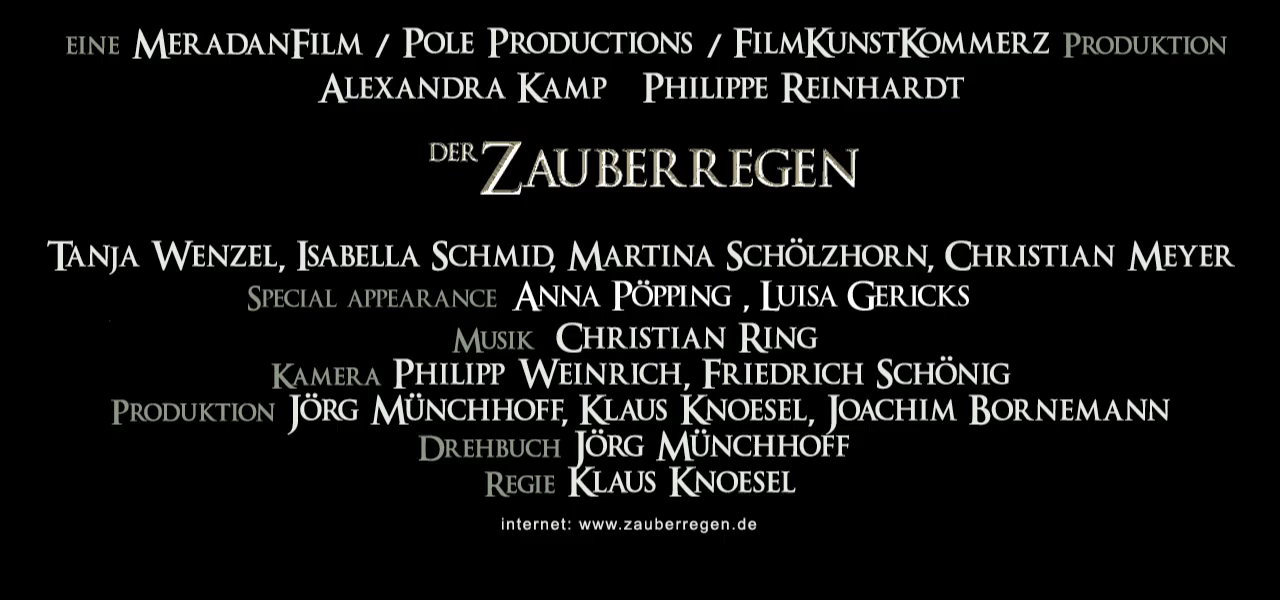 EINE MERADANFILM / POLE PRODUCTIONS / FILMKUNSTKOMMERZ PRODUKTION
ALEXANDRA KAMP PHILIPPE REINHARDT
DER ZAUBERREGEN
TANJA WENZEL, ISABELLA SCHMID, MARTINA SCHÖLZHORN, CHRISTIAN MEYER
SPECIAL APPEARANCE ANNA PÖPPING , LUISA GERICKS
MUSIK CHRISTIAN RING
KAMERA PHILIPP WEINRICH, FRIEDRICH SCHÖNIG
PRODUKTION JÖRG MÜNCHHOFF, KLAUS KNOESEL, JOACHIM BORNEMANN
DREHBUCH JÖRG MÜNCHHOFF
REGIE KLAUS KNOESEL
internet: www.zauberregen.de